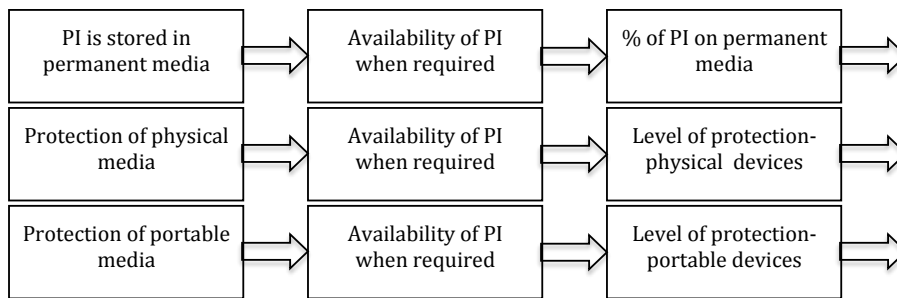 PI is stored in
permanent media
Availability of PI
when required
% of PI on permanent
media
Protection of physical
media
Availability of PI
when required
Level of protection-
physical  devices
Protection of portable
media
Availability of PI
when required
Level of protection-
portable devices